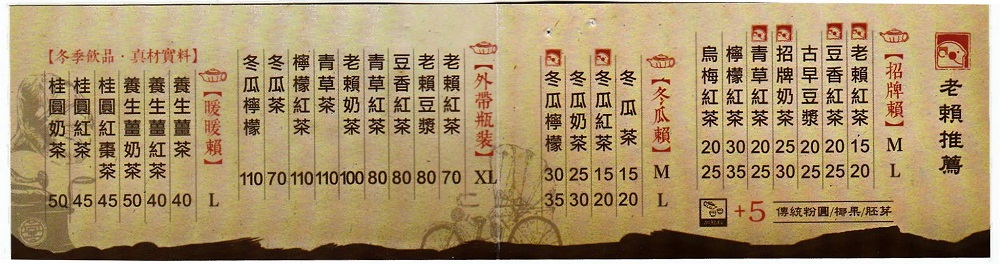 老賴推薦
【招牌賴】 M L
老賴紅茶 15 20
豆香紅茶 20 25
古早豆漿 20 25
招牌奶茶 25 30
青草紅茶 20 25
檸檬紅茶 30 35
烏梅紅茶 20 25
+5 傳統粉圓/椰果/胚芽
【冬瓜賴】 M L
冬瓜茶 15 20
冬瓜紅茶 15 20
冬瓜奶茶 25 30
冬瓜檸檬 30 35
【外帶瓶裝】 XL
老賴紅茶 70
老賴豆漿 80
豆香紅茶 80
青草紅茶 80
老賴奶茶 100
青草茶 110
檸檬紅茶 110
冬瓜茶 70
冬瓜檸檬 110
【冬季飲品·真材實料】
【暖暖賴】 L
養生薑茶 40
養生薑紅茶 40
養生薑奶茶 50
桂圓紅棗茶 45
桂圓紅茶 45
桂圓奶茶 50